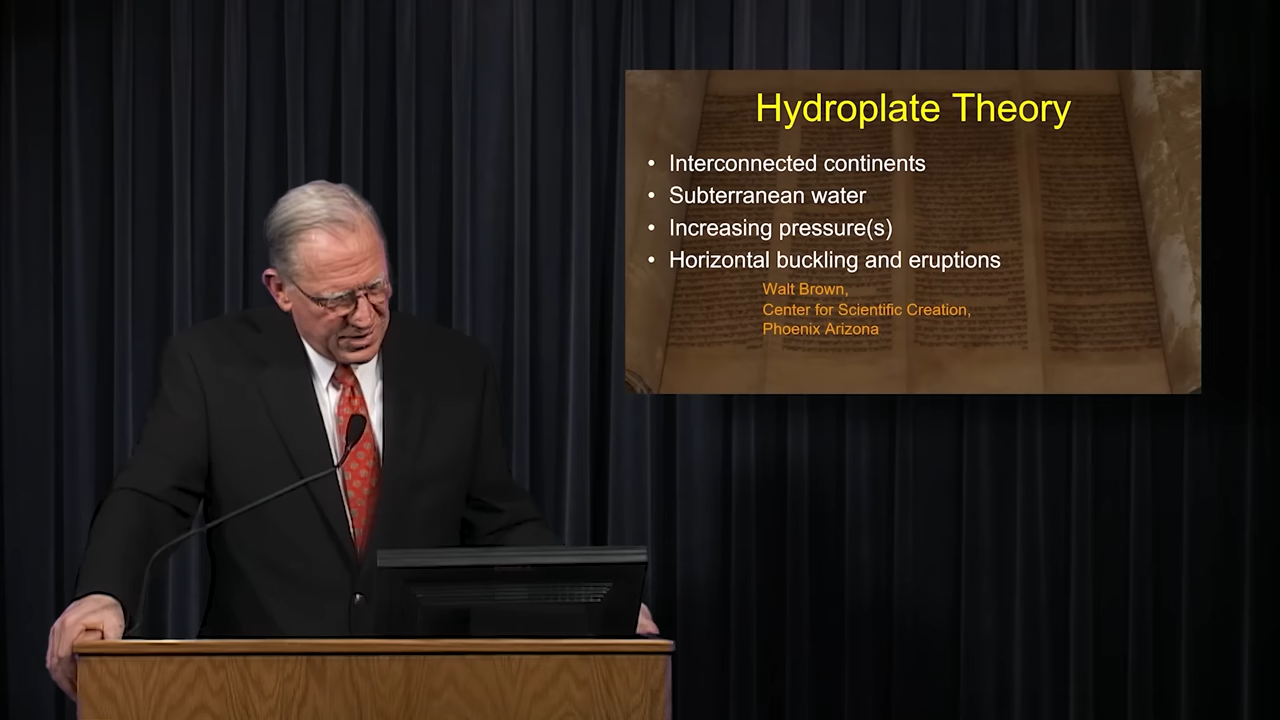 Hydroplate Theory
• Interconnected continents
• Subterranean water
• Increasing pressure(s)
• Horizontal buckling and eruptions
Walt Brown,
Center for Scientific Creation,
Phoenix Arizona